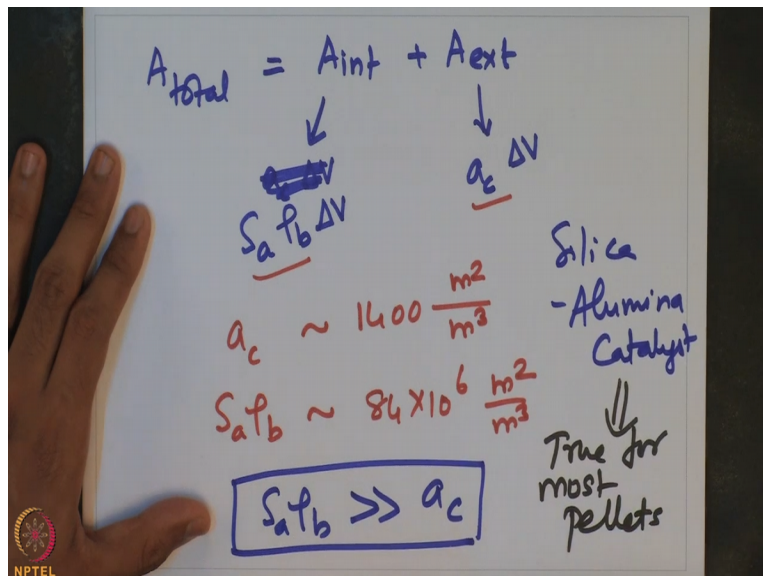 A_total = A_int + A_ext
↓ ↓
S_a ρ_b ΔV
a_c ΔV
a_c ~ 1400 m²/m³
S_a ρ_b ~ 84×10⁶ m²/m³
S_a ρ_b >> a_c
Silica
-Alumina
Catalyst
⇓
True for
most
pellets
NPTEL